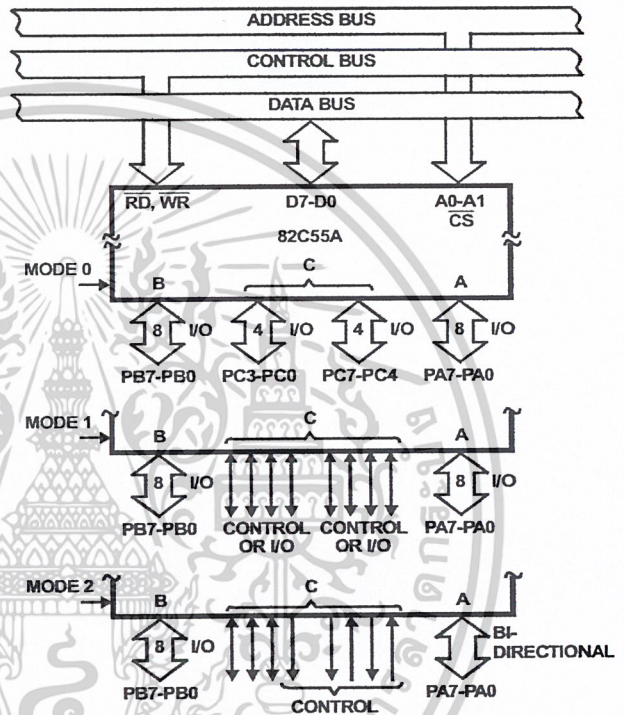 ADDRESS BUS
CONTROL BUS
DATA BUS
RD, WR D7-D0 A0-A1
CS
82C55A
MODE 0
B C A
8 I/O 4 I/O 4 I/O 8 I/O
PB7-PB0 PC3-PC0 PC7-PC4 PA7-PA0
MODE 1
B C A
8 I/O 8 I/O
PB7-PB0 CONTROL OR I/O CONTROL OR I/O PA7-PA0
MODE 2
B C A
8 I/O BI-DIRECTIONAL
PB7-PB0 CONTROL PA7-PA0